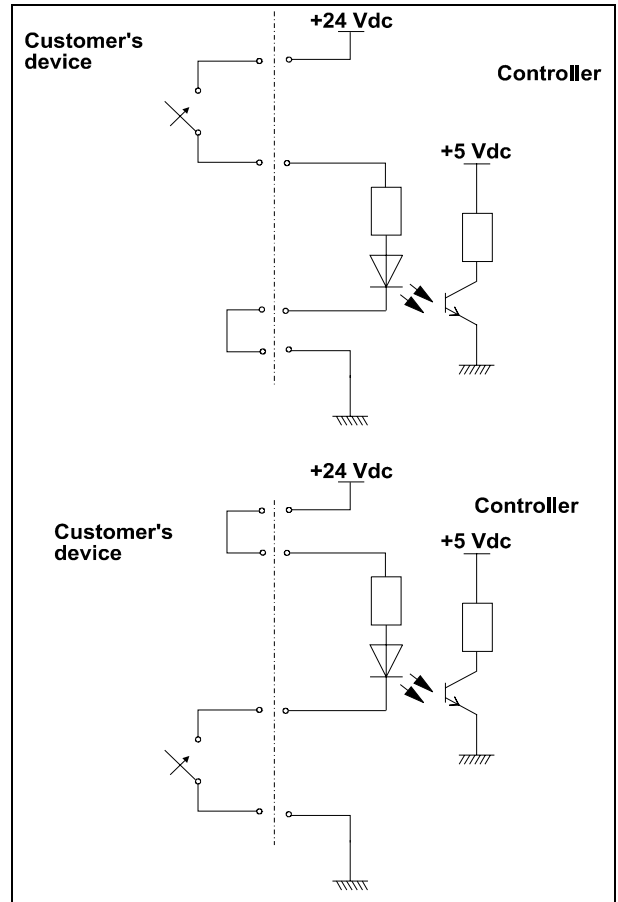 +24 Vdc
Customer's
device
Controller
+5 Vdc
+24 Vdc
Controller
Customer's
device
+5 Vdc